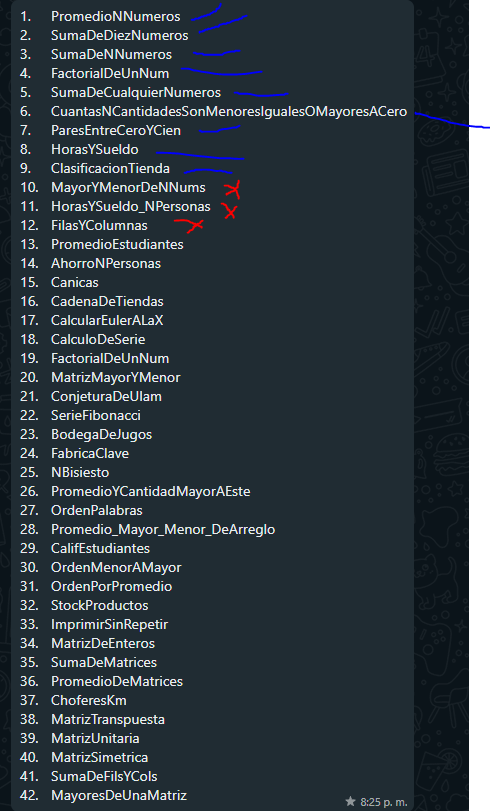 1. PromedioNNumeros
2. SumaDeDiezNumeros
3. SumaDeNNumeros
4. FactorialDeUnNum
5. SumaDeCualquierNumeros
6. CuantasNCantidadesSonMenoresIgualesOMayoresACero
7. ParesEntreCeroYCien
8. HorasYSueldo
9. ClasificacionTienda
10. MayorYMenorDeNNums
11. HorasYSueldo_NPersonas
12. FilasYColumnas
13. PromedioEstudiantes
14. AhorroNPersonas
15. Canicas
16. CadenaDeTiendas
17. CalcularEulerALaX
18. CalculoDeSerie
19. FactorialDeUnNum
20. MatrizMayorYMenor
21. ConjeturaDeUlam
22. SerieFibonacci
23. BodegaDeJugos
24. FabricaClave
25. NBisiesto
26. PromedioYCantidadMayorAEste
27. OrdenPalabras
28. Promedio_Mayor_Menor_DeArreglo
29. CalifEstudiantes
30. OrdenMenorAMayor
31. OrdenPorPromedio
32. StockProductos
33. ImprimirSinRepetir
34. MatrizDeEnteros
35. SumaDeMatrices
36. PromedioDeMatrices
37. ChoferesKm
38. MatrizTranspuesta
39. MatrizUnitaria
40. MatrizSimetrica
41. SumaDeFilsYCols
42. MayoresDeUnaMatriz
8:25 p. m.